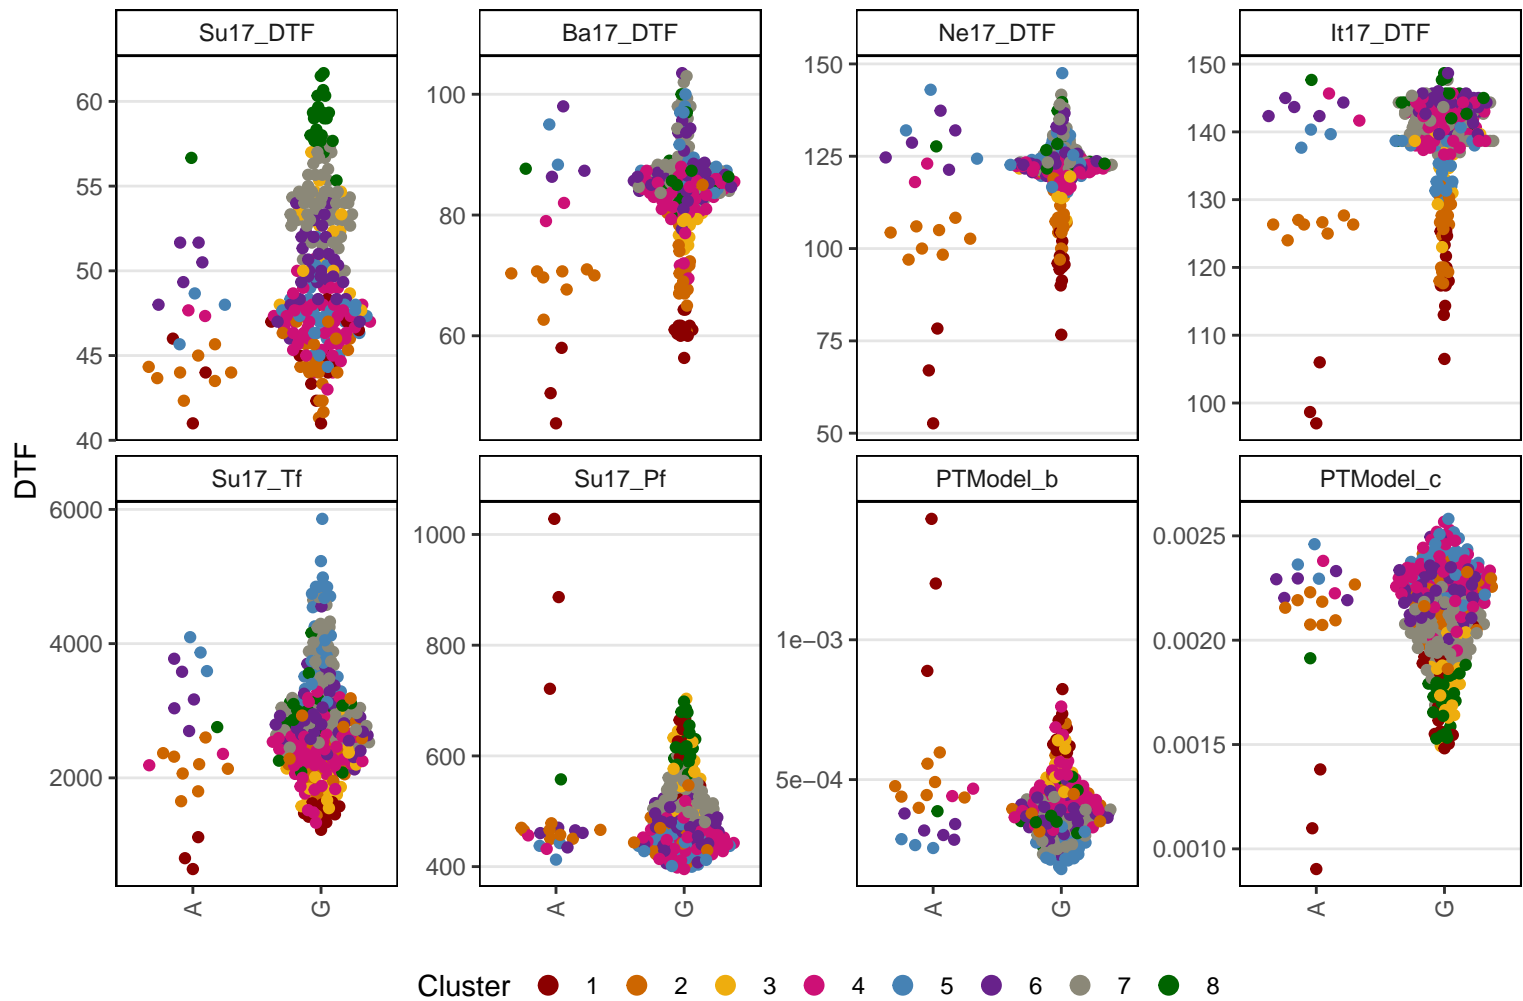 Su17_DTF
Ba17_DTF
Ne17_DTF
It17_DTF
60
55
50
45
40
100
80
60
150
125
100
75
50
150
140
130
120
110
100
DTF
Su17_Tf
Su17_Pf
PTModel_b
PTModel_c
6000
4000
2000
1000
800
600
400
1e−03
5e−04
0.0025
0.0020
0.0015
0.0010
A
G
A
G
A
G
A
G
Cluster 1 2 3 4 5 6 7 8